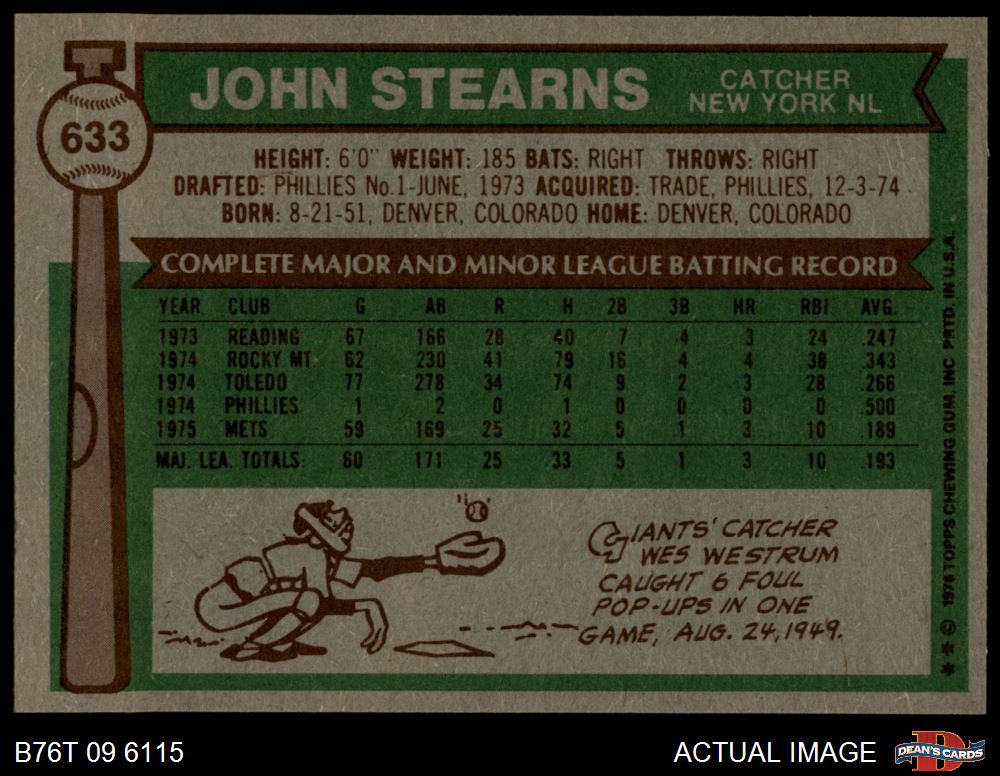 633
JOHN STEARNS
CATCHER
NEW YORK NL
HEIGHT: 6'0" WEIGHT: 185 BATS: RIGHT THROWS: RIGHT
DRAFTED: PHILLIES No.1-JUNE, 1973 ACQUIRED: TRADE, PHILLIES, 12-3-74
BORN: 8-21-51, DENVER, COLORADO HOME: DENVER, COLORADO
COMPLETE MAJOR AND MINOR LEAGUE BATTING RECORD
YEAR CLUB G AB R H 2B 3B HR RBI AVG.
1973 READING 67 166 28 40 7 4 3 24 .247
1974 ROCKY MT. 62 230 41 79 16 4 4 38 .343
1974 TOLEDO 77 278 34 74 9 2 3 28 .266
1974 PHILLIES 1 2 0 1 0 0 0 0 .500
1975 METS 59 169 25 32 5 1 3 10 .189
MAJ. LEA. TOTALS: 60 171 25 33 5 1 3 10 .193
GIANTS' CATCHER
WES WESTRUM
CAUGHT 6 FOUL
POP-UPS IN ONE
GAME, AUG. 24, 1949.
* * © 1976 TOPPS CHEWING GUM, INC PRTD. IN U.S.A.
B76T 09 6115
ACTUAL IMAGE
D
DEAN'S CARDS